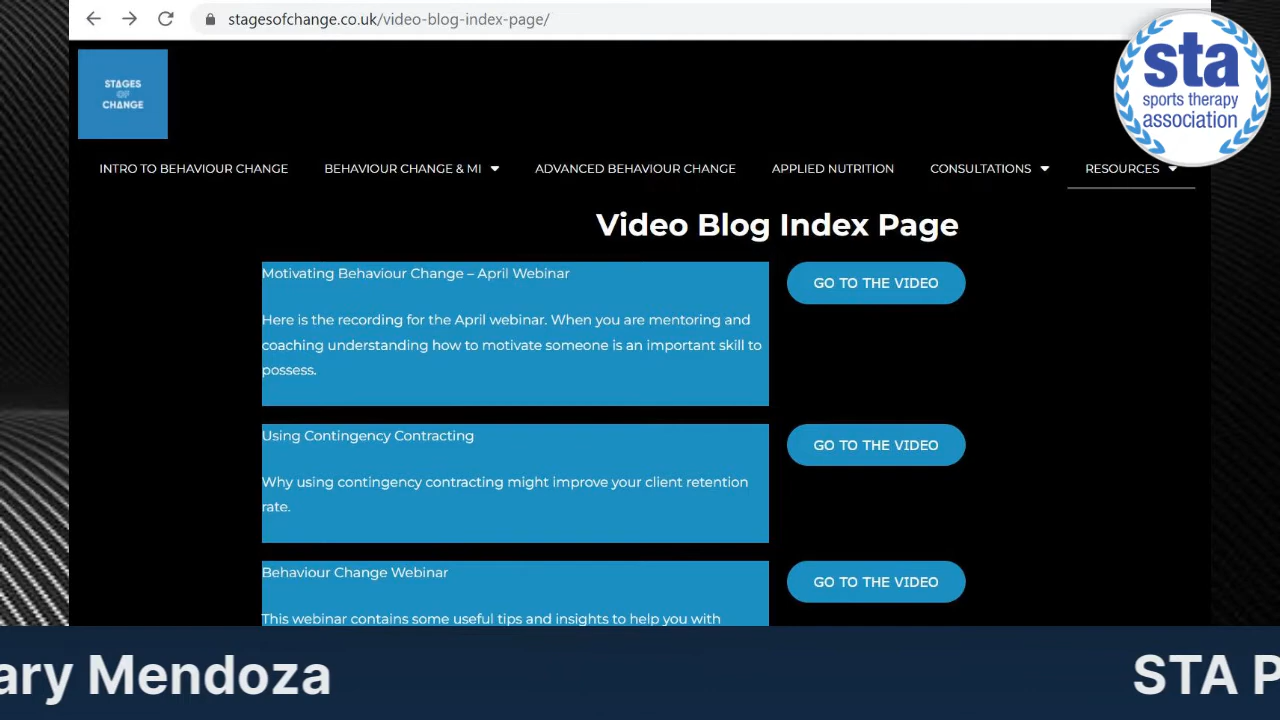 stagesofchange.co.uk/video-blog-index-page/
STAGES
OF
CHANGE
sta
sports therapy
association
INTRO TO BEHAVIOUR CHANGE BEHAVIOUR CHANGE & MI ADVANCED BEHAVIOUR CHANGE APPLIED NUTRITION CONSULTATIONS RESOURCES
Video Blog Index Page
Motivating Behaviour Change – April Webinar
GO TO THE VIDEO
Here is the recording for the April webinar. When you are mentoring and
coaching understanding how to motivate someone is an important skill to
possess.
Using Contingency Contracting
GO TO THE VIDEO
Why using contingency contracting might improve your client retention
rate.
Behaviour Change Webinar
GO TO THE VIDEO
This webinar contains some useful tips and insights to help you with
ary Mendoza STA P